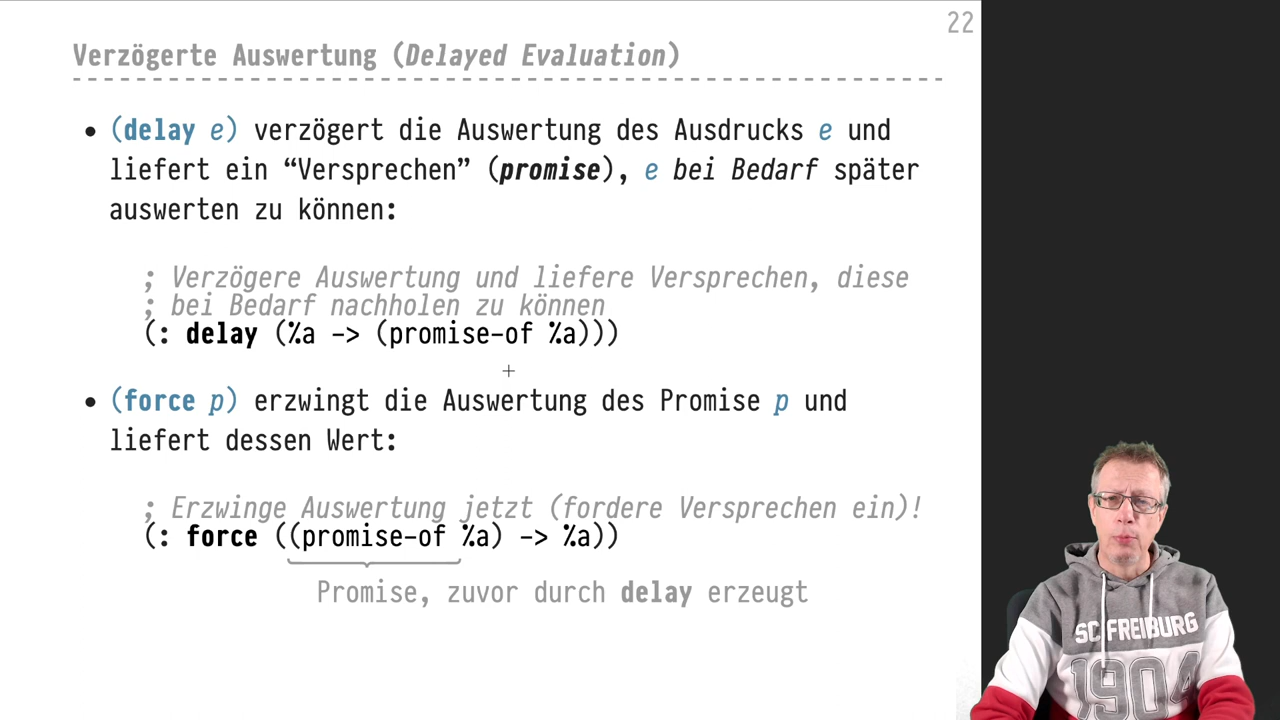 22
Verzögerte Auswertung (Delayed Evaluation)
• (delay e) verzögert die Auswertung des Ausdrucks e und
liefert ein “Versprechen” (promise), e bei Bedarf später
auswerten zu können:
; Verzögere Auswertung und liefere Versprechen, diese
; bei Bedarf nachholen zu können
(: delay (%a -> (promise-of %a)))
• (force p) erzwingt die Auswertung des Promise p und
liefert dessen Wert:
; Erzwinge Auswertung jetzt (fordere Versprechen ein)!
(: force ((promise-of %a) -> %a))
Promise, zuvor durch delay erzeugt
SC FREIBURG
1904